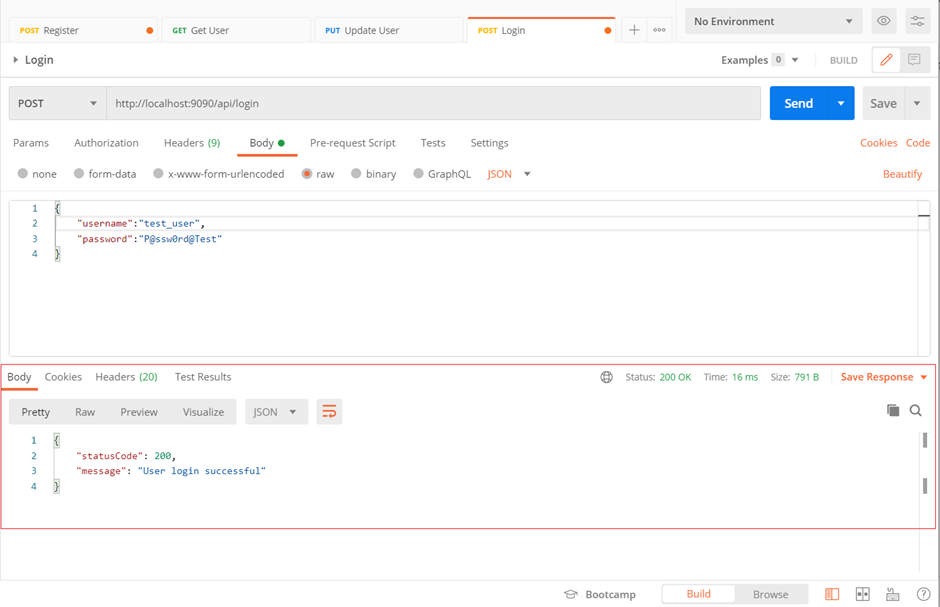 POST Register
GET Get User
PUT Update User
POST Login
No Environment
Login
Examples 0
BUILD
POST
http://localhost:9090/api/login
Send
Save
Params
Authorization
Headers (9)
Body
Pre-request Script
Tests
Settings
Cookies
Code
none
form-data
x-www-form-urlencoded
raw
binary
GraphQL
JSON
Beautify
1 {
2 "username":"test_user",
3 "password":"P@ssw0rd@Test"
4 }
Body
Cookies
Headers (20)
Test Results
Status: 200 OK
Time: 16 ms
Size: 791 B
Save Response
Pretty
Raw
Preview
Visualize
JSON
1 {
2 "statusCode": 200,
3 "message": "User login successful"
4 }
Bootcamp
Build
Browse